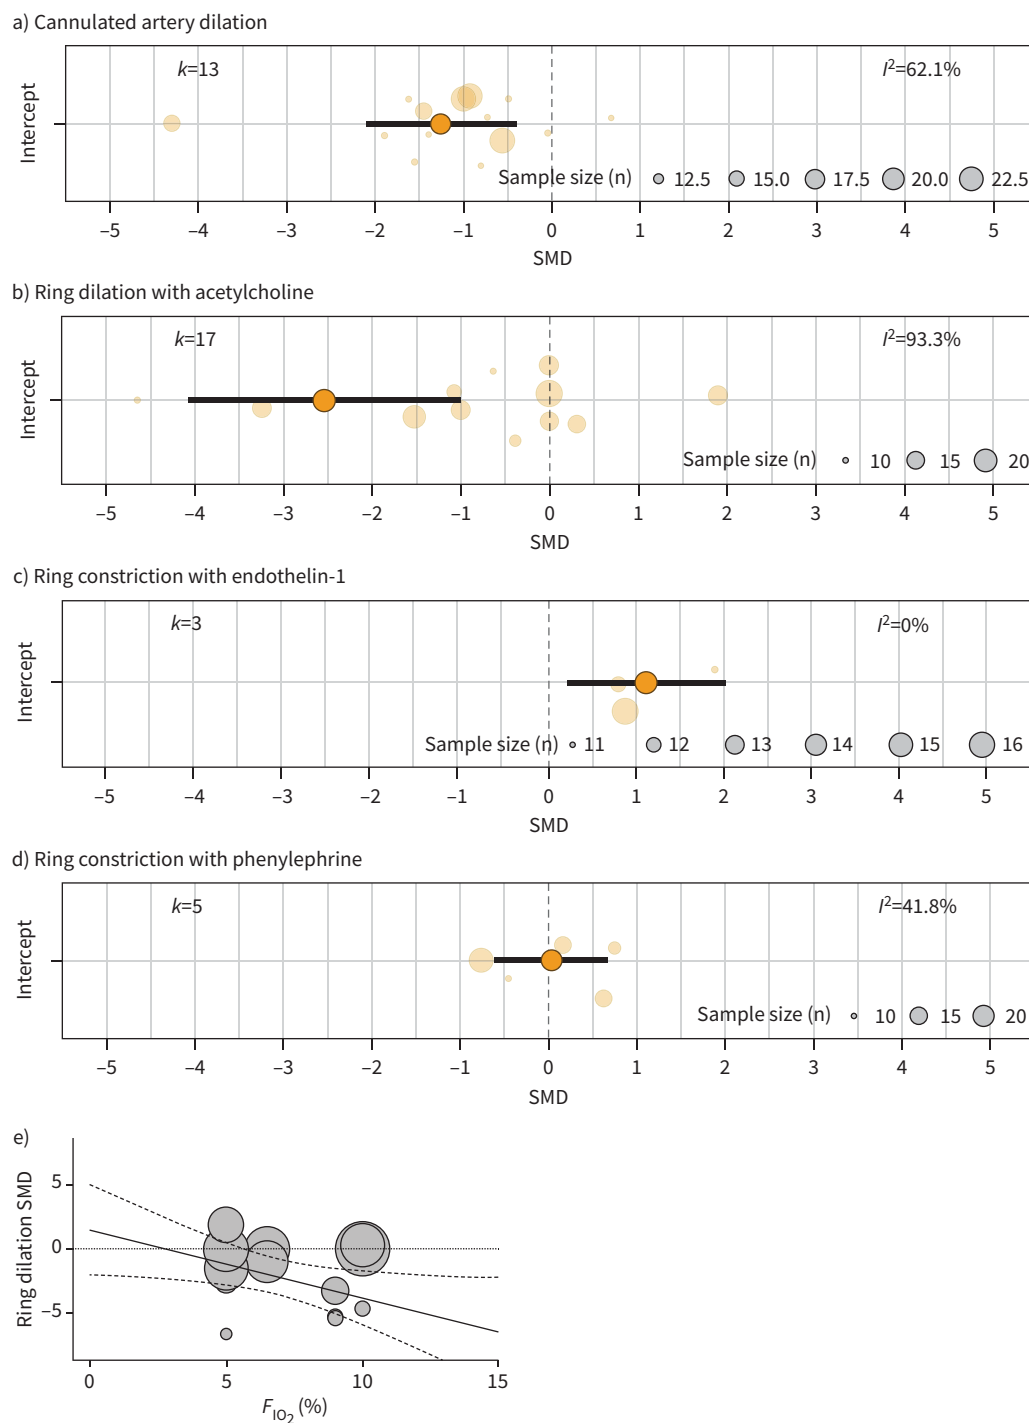 a) Cannulated artery dilation
k=13
I²=62.1%
Intercept
Sample size (n) 12.5 15.0 17.5 20.0 22.5
–5 –4 –3 –2 –1 0 1 2 3 4 5
SMD
b) Ring dilation with acetylcholine
k=17
I²=93.3%
Intercept
Sample size (n) 10 15 20
–5 –4 –3 –2 –1 0 1 2 3 4 5
SMD
c) Ring constriction with endothelin-1
k=3
I²=0%
Intercept
Sample size (n) 11 12 13 14 15 16
–5 –4 –3 –2 –1 0 1 2 3 4 5
SMD
d) Ring constriction with phenylephrine
k=5
I²=41.8%
Intercept
Sample size (n) 10 15 20
–5 –4 –3 –2 –1 0 1 2 3 4 5
SMD
e)
Ring dilation SMD
5
0
–5
0 5 10 15
FIO2 (%)